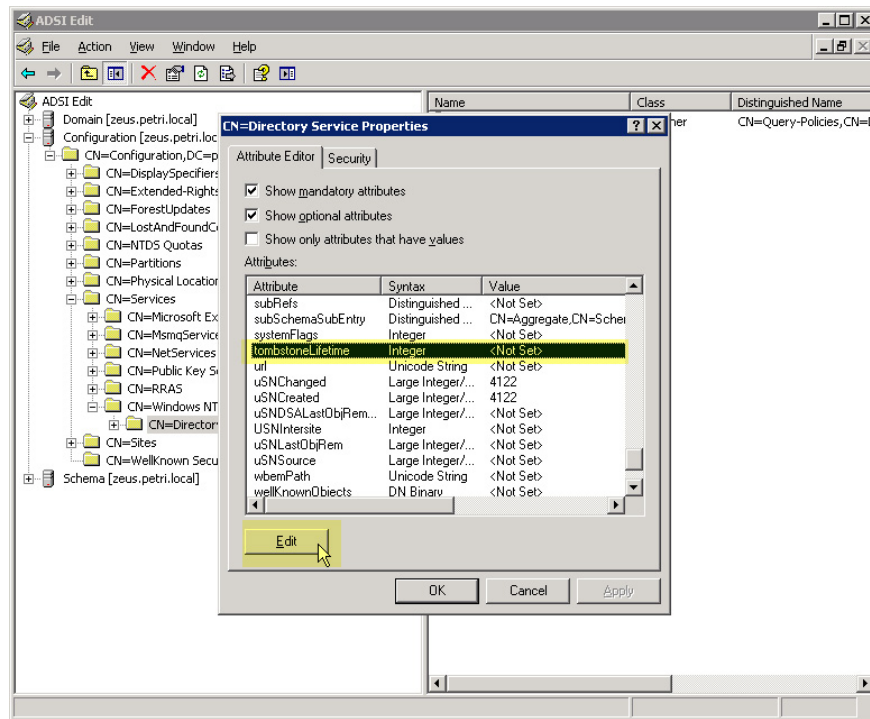 ADSI Edit
File Action View Window Help
ADSI Edit
Domain [zeus.petri.local]
Configuration [zeus.petri.loc
CN=Configuration,DC=p
CN=DisplaySpecifiers
CN=Extended-Rights
CN=ForestUpdates
CN=LostAndFoundC
CN=NTDS Quotas
CN=Partitions
CN=Physical Location
CN=Services
CN=Microsoft Ex
CN=MsmqService
CN=NetServices
CN=Public Key S
CN=RRAS
CN=Windows NT
CN=Director
CN=Sites
CN=WellKnown Secu
Schema [zeus.petri.local]
Name Class Distinguished Name
her CN=Query-Policies,CN=
CN=Directory Service Properties
Attribute Editor Security
Show mandatory attributes
Show optional attributes
Show only attributes that have values
Attributes:
Attribute Syntax Value
subRefs Distinguished ... <Not Set>
subSchemaSubEntry Distinguished ... CN=Aggregate,CN=Scher
systemFlags Integer <Not Set>
tombstoneLifetime Integer <Not Set>
url Unicode String <Not Set>
uSNChanged Large Integer/... 4122
uSNCreated Large Integer/... 4122
uSNDSALastObjRem... Large Integer/... <Not Set>
USNIntersite Integer <Not Set>
uSNLastObjRem Large Integer/... <Not Set>
uSNSource Large Integer/... <Not Set>
wbemPath Unicode String <Not Set>
wellKnownObjects DN Binary <Not Set>
Edit
OK Cancel Apply